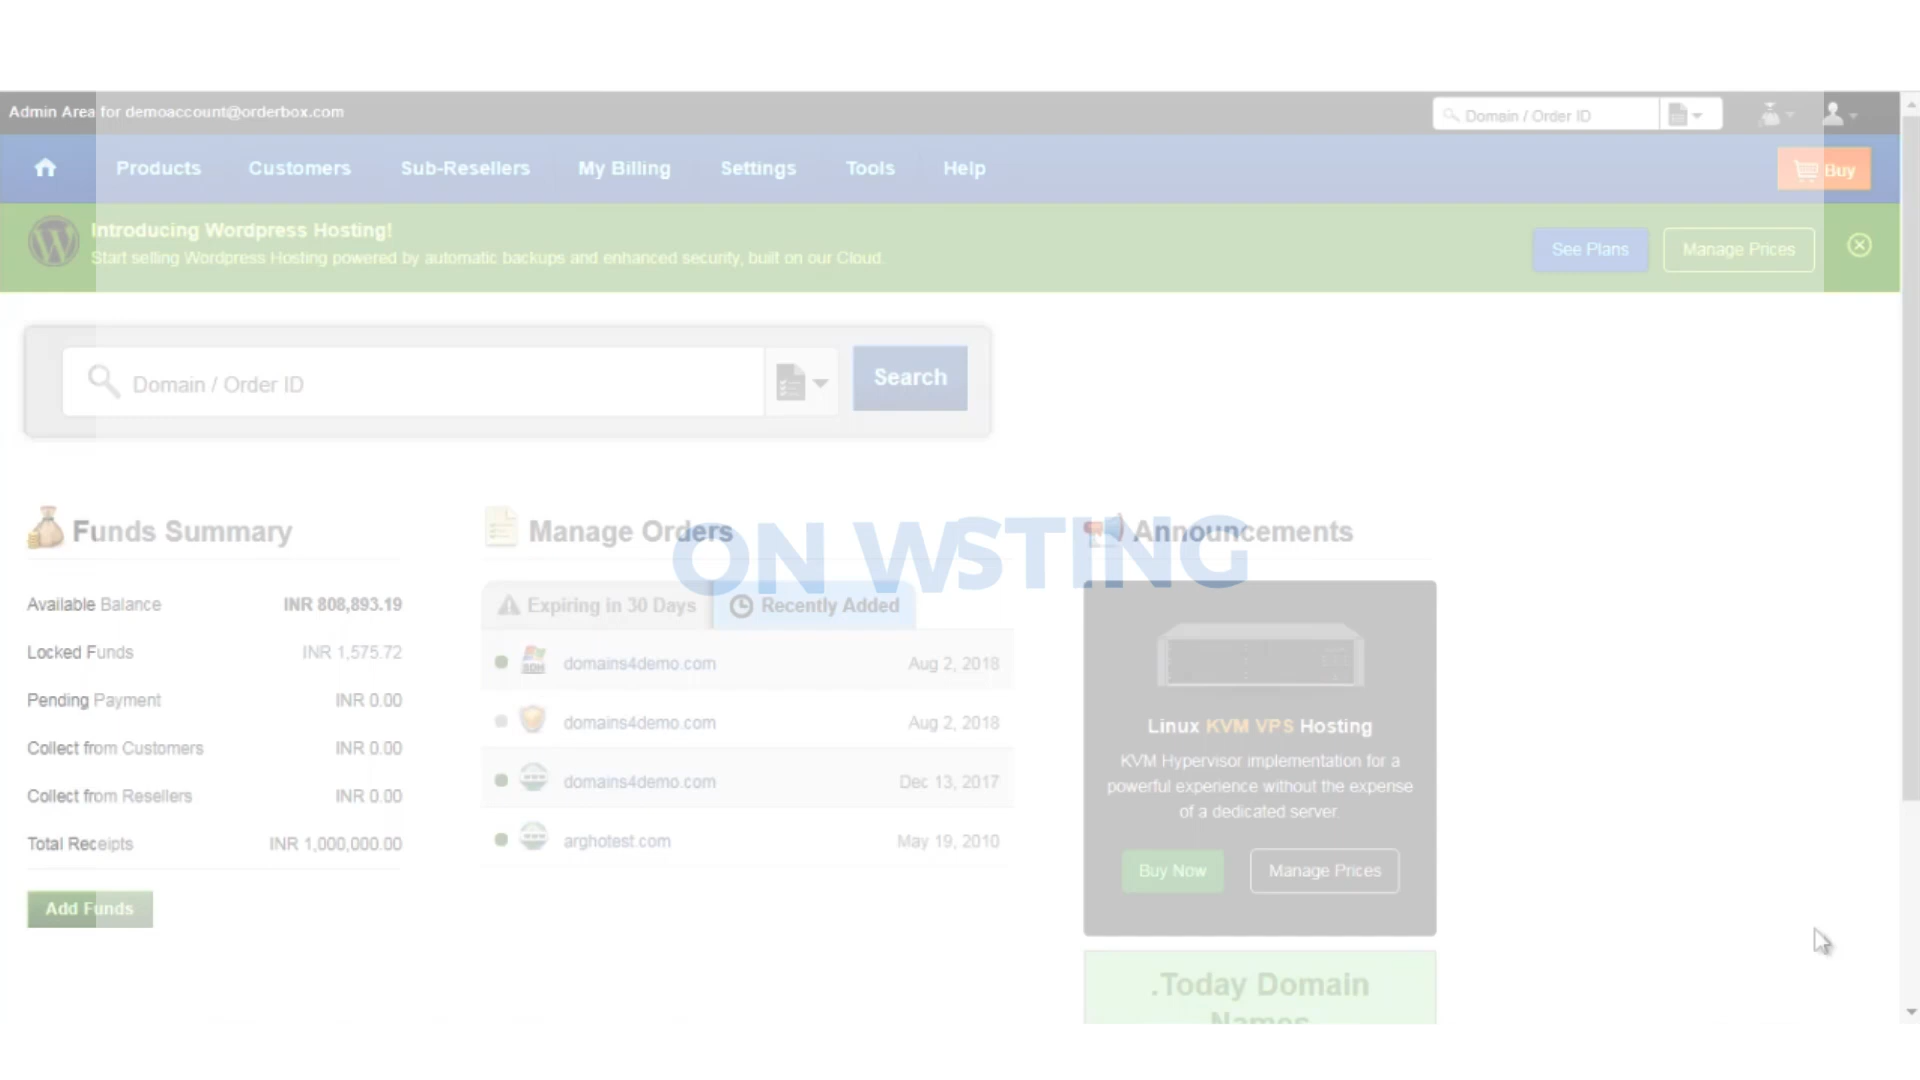 Admin Area for demoaccount@orderbox.com
Domain / Order ID
Products Customers Sub-Resellers My Billing Settings Tools Help
Buy
Introducing Wordpress Hosting!
Start selling Wordpress Hosting powered by automatic backups and enhanced security, built on our Cloud.
See Plans Manage Prices
Domain / Order ID
Search
Funds Summary
Available Balance INR 808,893.19
Locked Funds INR 1,575.72
Pending Payment INR 0.00
Collect from Customers INR 0.00
Collect from Resellers INR 0.00
Total Receipts INR 1,000,000.00
Add Funds
Manage Orders
Expiring in 30 Days Recently Added
domains4demo.com Aug 2, 2018
domains4demo.com Aug 2, 2018
domains4demo.com Dec 13, 2017
arghotest.com May 19, 2010
Announcements
Linux KVM VPS Hosting
KVM Hypervisor implementation for a
powerful experience without the expense
of a dedicated server.
Buy Now Manage Prices
.Today Domain
Names
ON WSTING